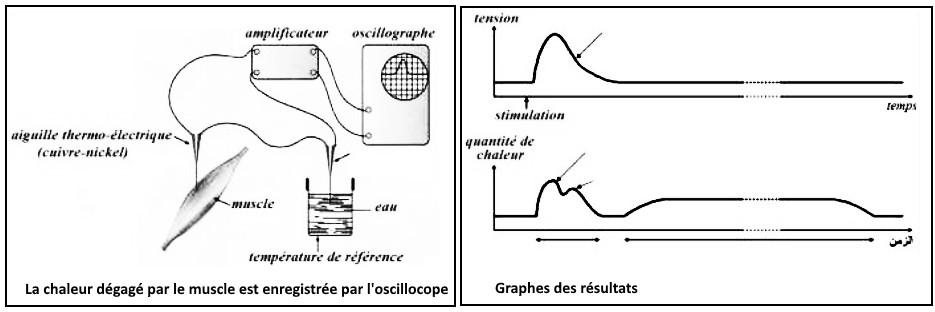 amplificateur
oscillographe
aiguille thermo-électrique
(cuivre-nickel)
muscle
eau
température de référence
La chaleur dégagé par le muscle est enregistrée par l'oscillocope
tension
temps
stimulation
quantité de
chaleur
الزمن
Graphes des résultats